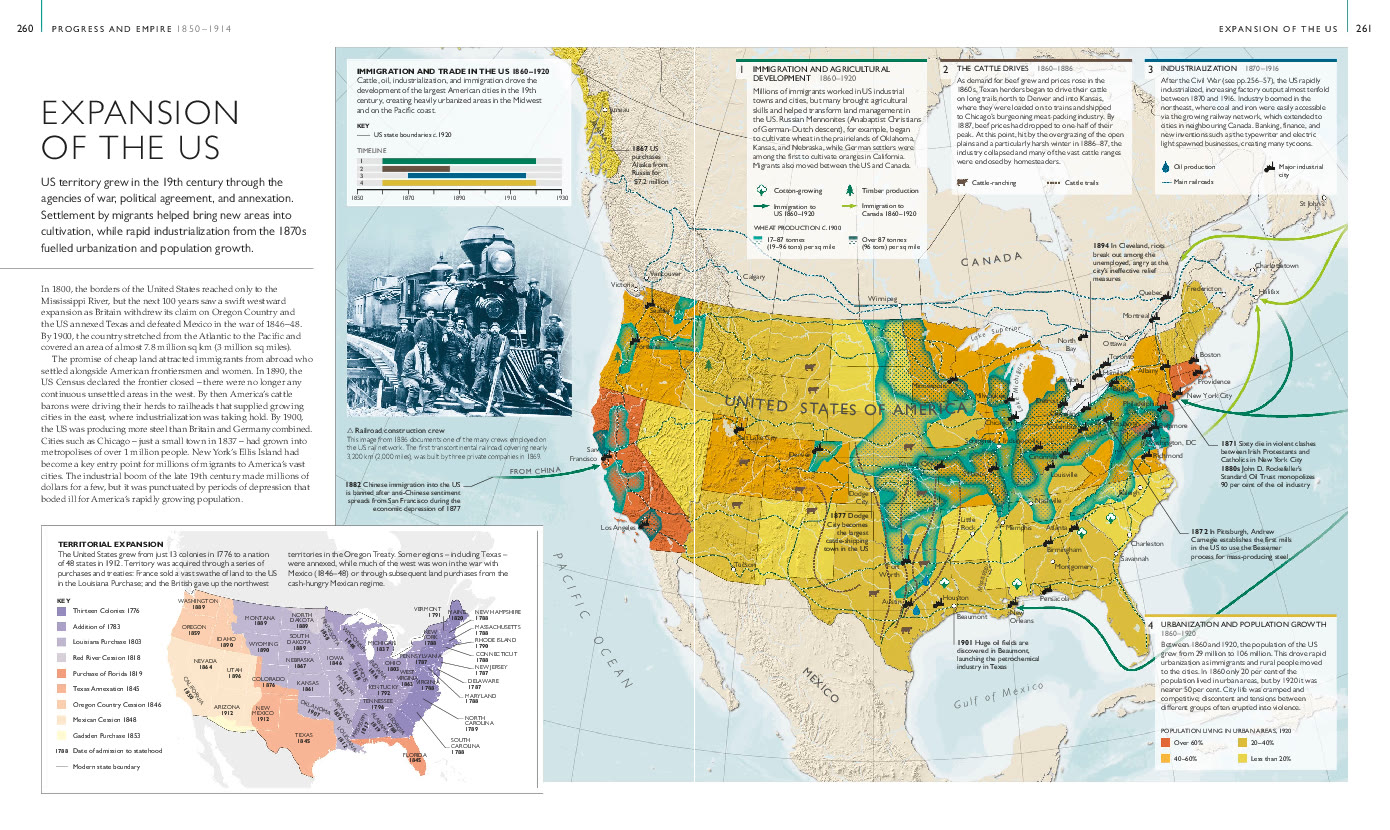 260
PROGRESS AND EMPIRE 1850–1914
EXPANSION OF THE US
261
EXPANSION
OF THE US
US territory grew in the 19th century through the
agencies of war, political agreement, and annexation.
Settlement by migrants helped bring new areas into
cultivation, while rapid industrialization from the 1870s
fuelled urbanization and population growth.
In 1800, the borders of the United States reached only to the
Mississippi River, but the next 100 years saw a swift westward
expansion as Britain withdrew its claim on Oregon Country and
the US annexed Texas and defeated Mexico in the war of 1846–48.
By 1900, the country stretched from the Atlantic to the Pacific and
covered an area of almost 7.8 million sq km (3 million sq miles).
The promise of cheap land attracted immigrants from abroad who
settled alongside American frontiersmen and women. In 1890, the
US Census declared the frontier closed – there were no longer any
continuous unsettled areas in the west. By then America's cattle
barons were driving their herds to railheads that supplied growing
cities in the east, where industrialization was taking hold. By 1900,
the US was producing more steel than Britain and Germany combined.
Cities such as Chicago – just a small town in 1837 – had grown into
metropolises of over 1 million people. New York's Ellis Island had
become a key entry point for millions of migrants to America's vast
cities. The industrial boom of the late 19th century made millions of
dollars for a few, but it was punctuated by periods of depression that
boded ill for America's rapidly growing population.
IMMIGRATION AND TRADE IN THE US 1860–1920
Cattle, oil, industrialization, and immigration drove the
development of the largest American cities in the 19th
century, creating heavily urbanized areas in the Midwest
and on the Pacific coast.
KEY
US state boundaries c. 1920
TIMELINE
1
2
3
4
1850
1870
1890
1910
1930
△ Railroad construction crew
This image from 1886 documents one of the many crews employed on
the US rail network. The first transcontinental railroad, covering nearly
3,200 km (2,000 miles), was built by three private companies in 1869.
FROM CHINA
1882 Chinese immigration into the US
is banned after anti-Chinese sentiment
spreads from San Francisco during the
economic depression of 1877
1867 US
purchases
Alaska from
Russia for
$7.2 million
1 IMMIGRATION AND AGRICULTURAL
DEVELOPMENT 1860–1920
Millions of immigrants worked in US industrial
towns and cities, but many brought agricultural
skills and helped transform land management in
the US. Russian Mennonites (Anabaptist Christians
of German-Dutch descent), for example, began
to cultivate wheat in the prairie lands of Oklahoma,
Kansas, and Nebraska, while German settlers were
among the first to cultivate oranges in California.
Migrants also moved between the US and Canada.
Cotton-growing
Timber production
Immigration to
US 1860–1920
Immigration to
Canada 1860–1920
WHEAT PRODUCTION c. 1900
17–87 tonnes
(19–96 tons) per sq mile
Over 87 tonnes
(96 tons) per sq mile
2 THE CATTLE DRIVES 1860–1886
As demand for beef grew and prices rose in the
1860s, Texan herders began to drive their cattle
on long trails north to Denver and into Kansas,
where they were loaded on to trains and shipped
to Chicago's burgeoning meat-packing industry. By
1887, beef prices had dropped to one-half of their
peak. At this point, hit by the overgrazing of the open
plains and a particularly harsh winter in 1886–87, the
industry collapsed and many of the vast cattle ranges
were enclosed by homesteaders.
Cattle-ranching
Cattle trails
3 INDUSTRIALIZATION 1870–1916
After the Civil War (see pp.256–57), the US rapidly
industrialized, increasing factory output almost tenfold
between 1870 and 1916. Industry boomed in the
northeast, where coal and iron were easily accessible
via the growing railway network, which extended to
cities in neighbouring Canada. Banking, finance, and
new inventions such as the typewriter and electric
light spawned businesses, creating many tycoons.
Oil production
Major industrial
city
Main railroads
1894 In Cleveland, riots
break out among the
unemployed, angry at the
city's ineffective relief
measures
CANADA
UNITED STATES OF AMERICA
MEXICO
PACIFIC OCEAN
Gulf of Mexico
Lake Superior
Lake Michigan
Juneau
Vancouver
Victoria
Seattle
Calgary
Winnipeg
North
Bay
Ottawa
Montreal
Quebec
Fredericton
Charlottetown
Halifax
St John's
Boston
Providence
New York City
Albany
Toronto
Richmond
Louisville
Nashville
Memphis
Atlanta
Birmingham
Montgomery
Charleston
Savannah
Pensacola
New
Orleans
Houston
Austin
Little
Rock
Dodge
City
Denver
Salt Lake City
San
Francisco
Los Angeles
Tucson
1877 Dodge
City becomes
the largest
cattle-shipping
town in the US
1871 Sixty die in violent clashes
between Irish Protestants and
Catholics in New York City
1880s John D. Rockefeller's
Standard Oil Trust monopolizes
90 per cent of the oil industry
1872 In Pittsburgh, Andrew
Carnegie establishes the first mills
in the US to use the Bessemer
process for mass-producing steel
1901 Huge oil fields are
discovered in Beaumont,
launching the petrochemical
industry in Texas
4 URBANIZATION AND POPULATION GROWTH
1860–1920
Between 1860 and 1920, the population of the US
grew from 29 million to 106 million. This drove rapid
urbanization as immigrants and rural people moved
to the cities. In 1860 only 20 per cent of the
population lived in urban areas, but by 1920 it was
nearer 50 per cent. City life was cramped and
competitive; discontent and tensions between
different groups often erupted into violence.
POPULATION LIVING IN URBAN AREAS, 1920
Over 60%
20–40%
40–60%
Less than 20%
TERRITORIAL EXPANSION
The United States grew from just 13 colonies in 1776 to a nation
of 48 states in 1912. Territory was acquired through a series of
purchases and treaties: France sold a vast swathe of land to the US
in the Louisiana Purchase; and the British gave up the northwest
territories in the Oregon Treaty. Some regions – including Texas –
were annexed, while much of the west was won in the war with
Mexico (1846–48) or through subsequent land purchases from the
cash-hungry Mexican regime.
KEY
Thirteen Colonies 1776
Addition of 1783
Louisiana Purchase 1803
Red River Cession 1818
Purchase of Florida 1819
Texas Annexation 1845
Oregon Country Cession 1846
Mexican Cession 1848
Gadsden Purchase 1853
1788 Date of admission to statehood
Modern state boundary
WASHINGTON
1889
OREGON
1859
IDAHO
1890
MONTANA
1889
NORTH
DAKOTA
1889
SOUTH
DAKOTA
1889
WYOMING
1890
NEVADA
1864
UTAH
1896
CALIFORNIA
1850
COLORADO
1876
NEBRASKA
1867
KANSAS
1861
IOWA
1846
ARIZONA
1912
NEW
MEXICO
1912
OKLAHOMA
1907
TEXAS
1845
MICHIGAN
1837
OHIO
1803
KENTUCKY
1792
TENNESSEE
1796
PENNSYLVANIA
1787
NEW
YORK
1788
VERMONT
1791
MAINE
1820
NEW HAMPSHIRE
1788
MASSACHUSETTS
1788
RHODE ISLAND
1790
CONNECTICUT
1788
NEW JERSEY
1787
DELAWARE
1787
MARYLAND
1788
NORTH
CAROLINA
1789
SOUTH
CAROLINA
1788
FLORIDA
1845